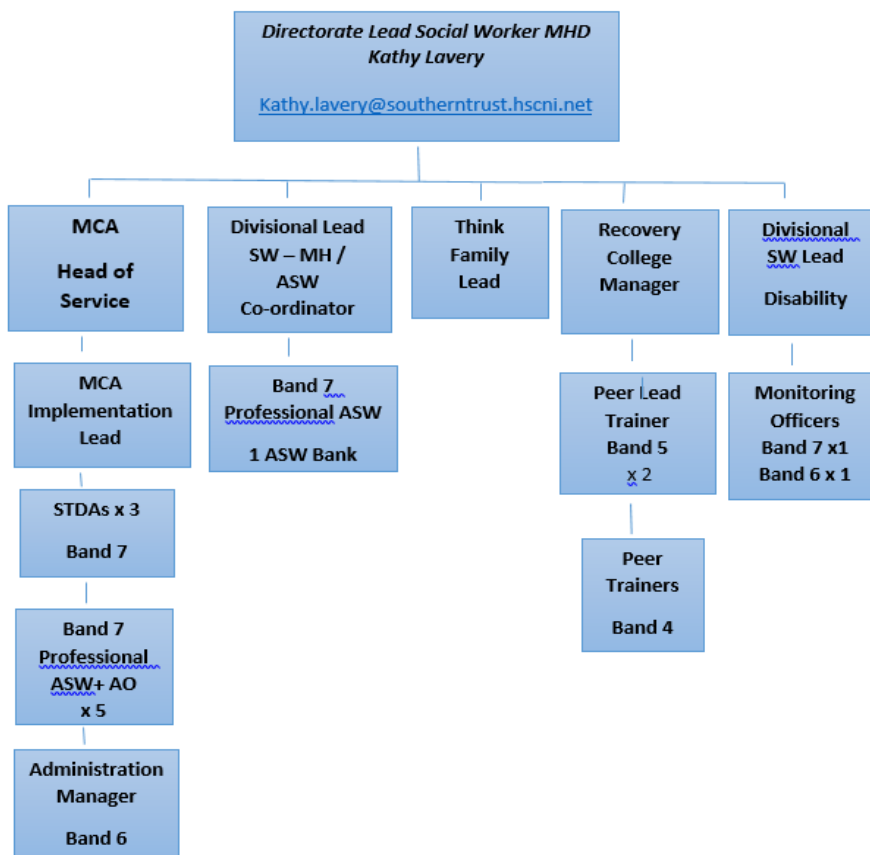 Directorate Lead Social Worker MHD
Kathy Lavery
Kathy.lavery@southerntrust.hscni.net
MCA
Head of
Service
Divisional Lead
SW – MH /
ASW
Co-ordinator
Think
Family
Lead
Recovery
College
Manager
Divisional
SW Lead
Disability
MCA
Implementation
Lead
Band 7
Professional ASW
1 ASW Bank
Peer Lead
Trainer
Band 5
x 2
Monitoring
Officers
Band 7 x1
Band 6 x 1
STDAs x 3
Band 7
Peer
Trainers
Band 4
Band 7
Professional
ASW+ AO
x 5
Administration
Manager
Band 6